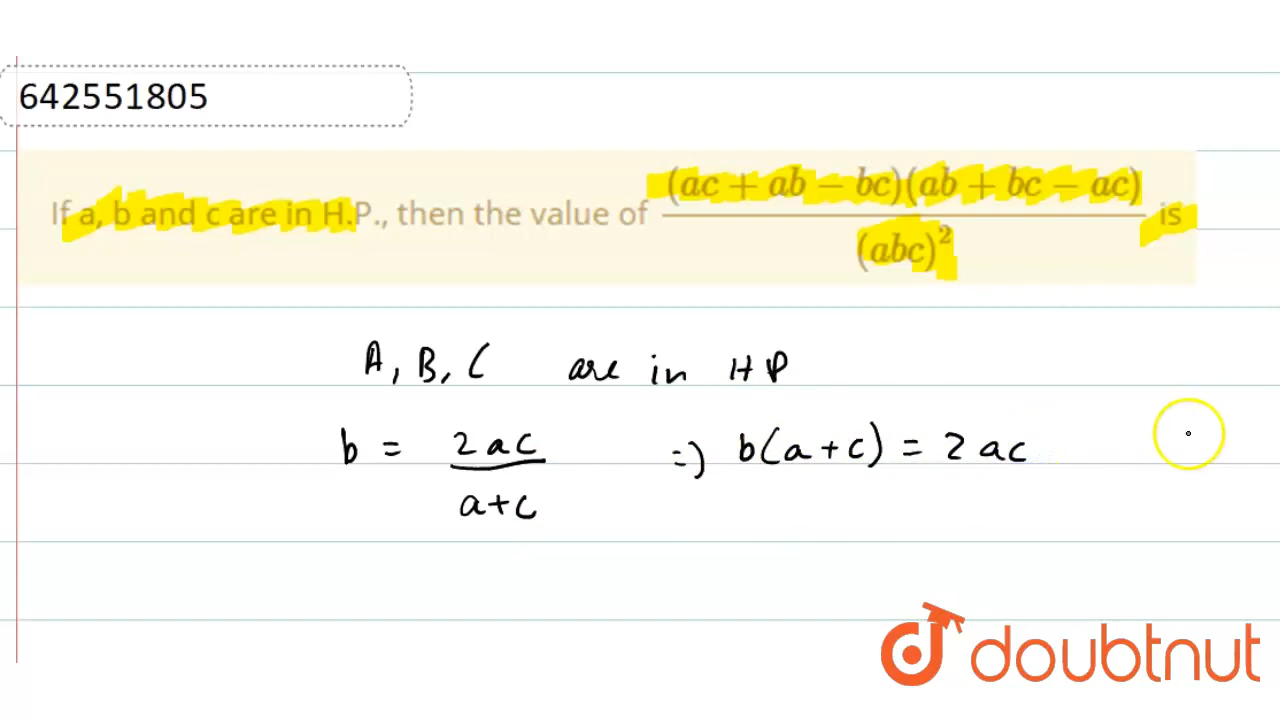 642551805
If a, b and c are in H.P., then the value of (ac + ab − bc)(ab + bc − ac) / (abc)² is
A, B, C are in HP
b = 2ac / a+c => b(a+c) = 2ac
doubtnut